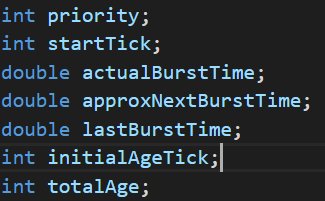 int priority;
int startTick;
double actualBurstTime;
double approxNextBurstTime;
double lastBurstTime;
int initialAgeTick;
int totalAge;